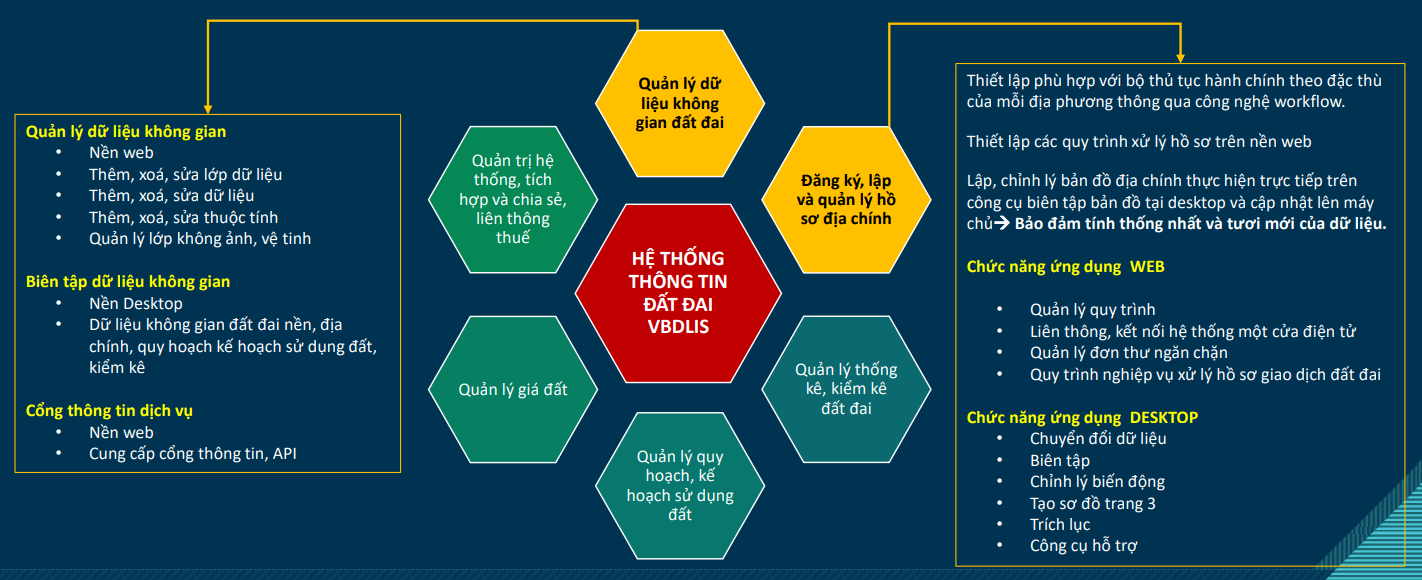 Quản lý dữ liệu không gian
• Nền web
• Thêm, xoá, sửa lớp dữ liệu
• Thêm, xoá, sửa dữ liệu
• Thêm, xoá, sửa thuộc tính
• Quản lý lớp không ảnh, vệ tinh
Biên tập dữ liệu không gian
• Nền Desktop
• Dữ liệu không gian đất đai nền, địa
chính, quy hoạch kế hoạch sử dụng đất,
kiểm kê
Cổng thông tin dịch vụ
• Nền web
• Cung cấp cổng thông tin, API
Quản lý dữ
liệu không
gian đất đai
Quản trị hệ
thống, tích
hợp và chia sẻ,
liên thông
thuế
Đăng ký, lập
và quản lý hồ
sơ địa chính
HỆ THỐNG
THÔNG TIN
ĐẤT ĐAI
VBDLIS
Quản lý giá đất
Quản lý thống
kê, kiểm kê
đất đai
Quản lý quy
hoạch, kế
hoạch sử dụng
đất
Thiết lập phù hợp với bộ thủ tục hành chính theo đặc thù
của mỗi địa phương thông qua công nghệ workflow.
Thiết lập các quy trình xử lý hồ sơ trên nền web
Lập, chỉnh lý bản đồ địa chính thực hiện trực tiếp trên
công cụ biên tập bản đồ tại desktop và cập nhật lên máy
chủ➔ Bảo đảm tính thống nhất và tươi mới của dữ liệu.
Chức năng ứng dụng WEB
• Quản lý quy trình
• Liên thông, kết nối hệ thống một cửa điện tử
• Quản lý đơn thư ngăn chặn
• Quy trình nghiệp vụ xử lý hồ sơ giao dịch đất đai
Chức năng ứng dụng DESKTOP
• Chuyển đổi dữ liệu
• Biên tập
• Chỉnh lý biến động
• Tạo sơ đồ trang 3
• Trích lục
• Công cụ hỗ trợ